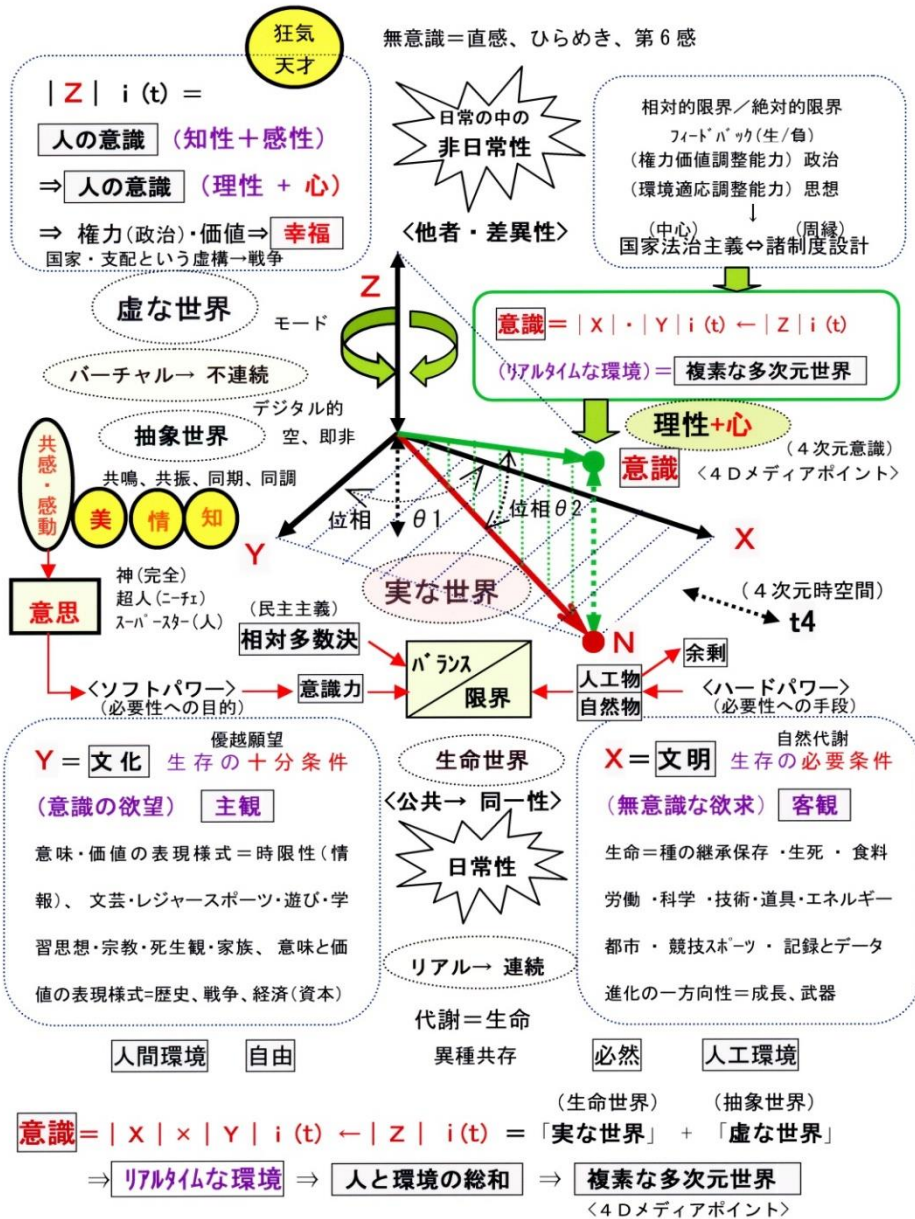 狂気
天才
無意識＝直感、ひらめき、第６感
|Z| i (t) ＝
人の意識 (知性＋感性)
⇒ 人の意識 (理性 + 心)
⇒ 権力(政治)・価値⇒ 幸福
国家・支配という虚構→戦争
日常の中の
非日常性
<他者・差異性>
相対的限界／絶対的限界
フィードバック(生/負)
(権力価値調整能力) 政治
(環境適応調整能力) 思想
↓
(中心) (周縁)
国家法治主義⇔諸制度設計
虚な世界
モード
Z
意識＝|X|・|Y| i (t) ←|Z| i (t)
(リアルタイムな環境)＝ 複素な多次元世界
バーチャル→ 不連続
デジタル的
空、即非
抽象世界
共鳴、共振、同期、同調
共感・感動
美 情 知
理性+心
(４次元意識)
意識 <４Ｄメディアポイント>
位相 θ1
位相θ2
Y
X
実な世界
N
(４次元時空間)
t4
意思
神(完全)
超人(ニーチェ)
スーパースター(人)
(民主主義)
相対多数決
バランス
限界
人工物
自然物
余剰
<ソフトパワー>
(必要性への目的)
意識力
<ハードパワー>
(必要性への手段)
優越願望
Y＝ 文化 生存の十分条件
(意識の欲望) 主観
意味・価値の表現様式＝時限性(情
報)、 文芸・レジャースポーツ・遊び・学
習思想・宗教・死生観・家族、 意味と価
値の表現様式=歴史、戦争、経済(資本)
生命世界
<公共→ 同一性>
日常性
リアル→ 連続
代謝＝生命
異種共存
自然代謝
X＝文明 生存の必要条件
(無意識な欲求) 客観
生命＝種の継承保存 ・生死 ・ 食料
労働 ・科学 ・技術・道具・エネルギー
都市 ・ 競技スポーツ ・ 記録とデータ
進化の一方向性＝成長、武器
人間環境 自由
必然 人工環境
(生命世界) (抽象世界)
意識＝|X|×|Y| i (t) ←|Z| i (t) ＝「実な世界」 + 「虚な世界」
⇒リアルタイムな環境 ⇒ 人と環境の総和 ⇒ 複素な多次元世界
<４Ｄメディアポイント>